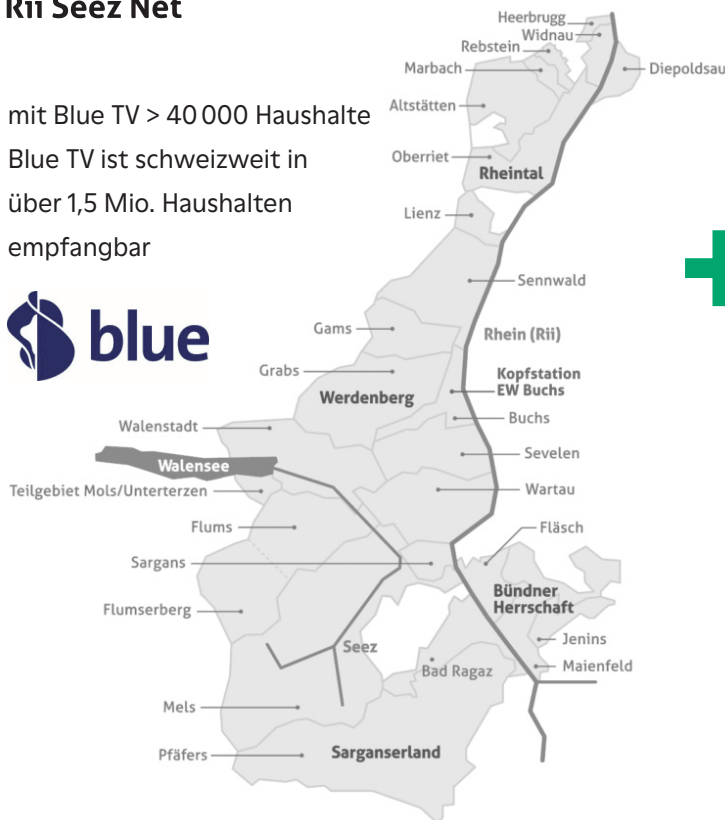 Rii Seez Net
mit Blue TV > 40 000 Haushalte
Blue TV ist schweizweit in
über 1,5 Mio. Haushalten
empfangbar
blue
Heerbrugg
Widnau
Rebstein
Marbach
Diepoldsau
Altstätten
Oberriet
Rheintal
Lienz
Sennwald
Gams
Rhein (Rii)
Grabs
Kopfstation
EW Buchs
Werdenberg
Buchs
Walenstadt
Sevelen
Walensee
Teilgebiet Mols/Unterterzen
Wartau
Flums
Fläsch
Sargans
Bündner
Herrschaft
Flumserberg
Jenins
Seez
Maienfeld
Bad Ragaz
Mels
Sarganserland
Pfäfers